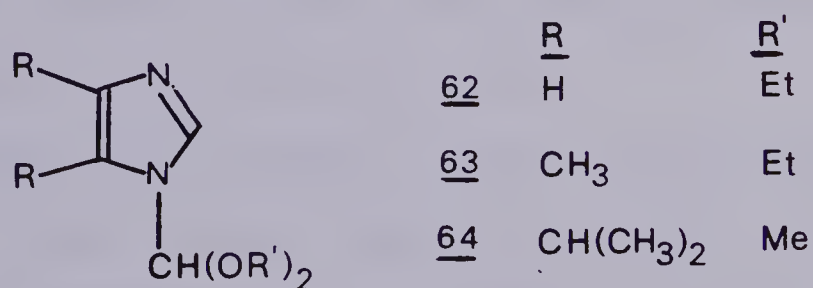 R R'
R N 62 H Et
R N 63 CH₃ Et
CH(OR')₂ 64 CH(CH₃)₂ Me